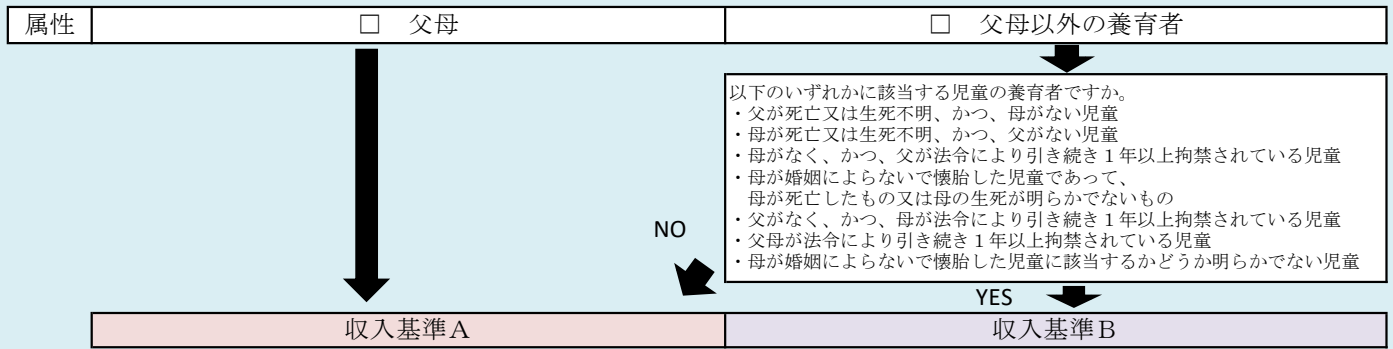 属性 □ 父母 □ 父母以外の養育者
以下のいずれかに該当する児童の養育者ですか。
・父が死亡又は生死不明、かつ、母がない児童
・母が死亡又は生死不明、かつ、父がない児童
・母がなく、かつ、父が法令により引き続き１年以上拘禁されている児童
・母が婚姻によらないで懐胎した児童であって、
母が死亡したもの又は母の生死が明らかでないもの
・父がなく、かつ、母が法令により引き続き１年以上拘禁されている児童
・父母が法令により引き続き１年以上拘禁されている児童
・母が婚姻によらないで懐胎した児童に該当するかどうか明らかでない児童
NO
YES
収入基準Ａ 収入基準Ｂ